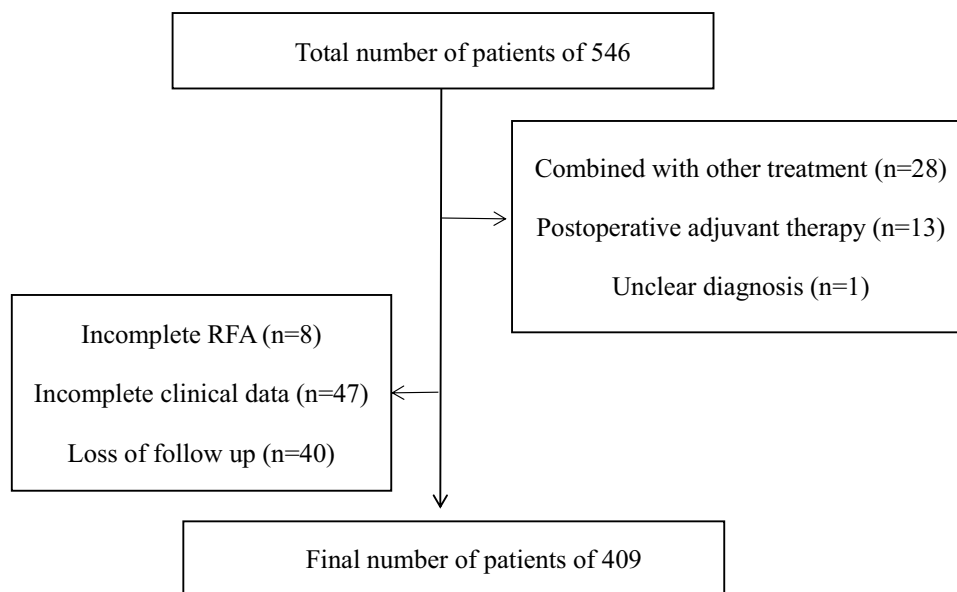 Total number of patients of 546
Combined with other treatment (n=28)
Postoperative adjuvant therapy (n=13)
Unclear diagnosis (n=1)
Incomplete RFA (n=8)
Incomplete clinical data (n=47)
Loss of follow up (n=40)
Final number of patients of 409